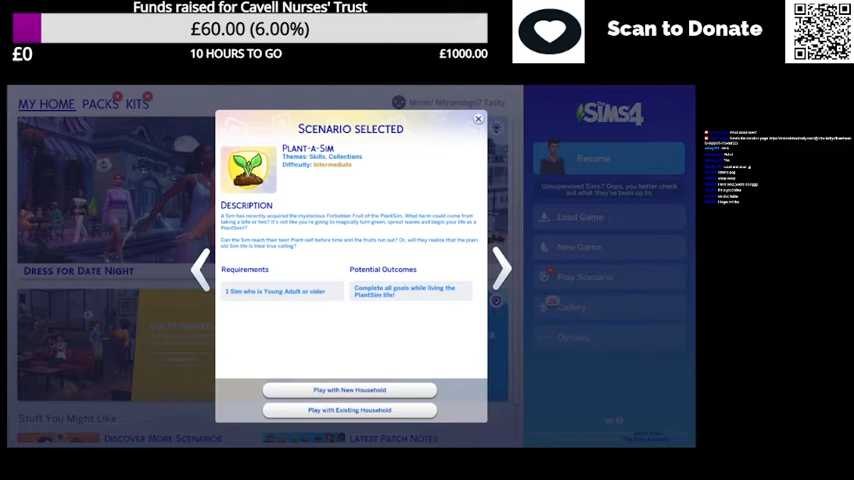 Funds raised for Cavell Nurses' Trust
£60.00 (6.00%)
£0
10 HOURS TO GO
£1000.00
Scan to Donate
MY HOME PACKS KITS
THE SIMS 4
SCENARIO SELECTED
PLANT-A-SIM
Themes: Skills, Collections
Difficulty: Intermediate
DESCRIPTION
A Sim has recently acquired the mysterious Forbidden Fruit of the PlantSim. What harm could come from
taking a bite or two? It's not like you're going to magically turn green, sprout leaves and begin your life as a
PlantSim!?
Can the Sim reach their best Plant self before time and the fruits run out? Or, will they realize that the plain
old Sim life is their true calling?
Requirements
Potential Outcomes
1 Sim who is Young Adult or older
Complete all goals while living the
PlantSim life!
Play with New Household
Play with Existing Household
Resume
Unsupervised Sims? Oops, you better check
out what they've been up to.
Load Game
New Game
Play Scenario
Gallery
Options
DRESS FOR DATE NIGHT
STUFF YOU MIGHT LIKE
DISCOVER MORE SCENARIOS
LATEST PATCH NOTES